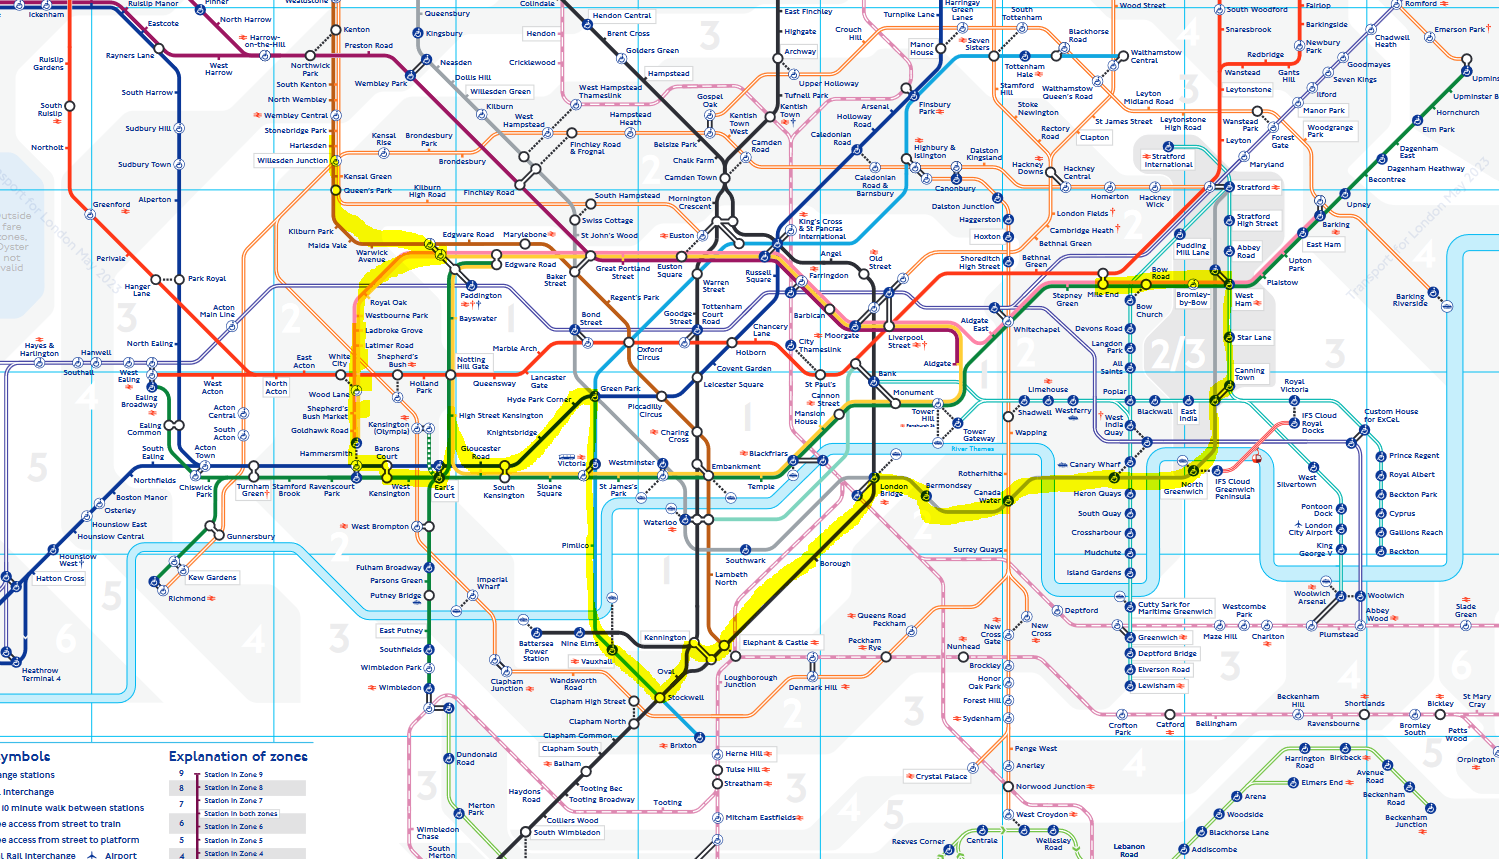 Ickenham
Ruislip Manor
Eastcote
Pinner
North Harrow
Harrow-
on-the-Hill
Rayners Lane
West
Harrow
Northwick
Park
Kenton
Preston Road
South Kenton
North Wembley
Wembley Central
Stonebridge Park
Harlesden
Willesden Junction
Kensal Green
Queen's Park
Kilburn Park
Maida Vale
Warwick
Avenue
Ruislip
Gardens
South
Ruislip
Northolt
Greenford
Perivale
Hanger
Lane
Park Royal
South Harrow
Sudbury Hill
Sudbury Town
Alperton
Queensbury
Kingsbury
Wembley Park
Neasden
Dollis Hill
Willesden Green
Kilburn
West
Hampstead
Kensal
Rise
Brondesbury
Park
Brondesbury
Kilburn
High Road
Finchley Road
Colindale
Hendon Central
Hendon
Brent Cross
Golders Green
Cricklewood
Hampstead
West Hampstead
Thameslink
Hampstead
Heath
Finchley Road
& Frognal
Belsize Park
Chalk Farm
Camden Town
Gospel
Oak
Kentish
Town
West
Camden
Road
Kentish
Town
East Finchley
Highgate
Archway
Upper Holloway
Tufnell Park
Crouch
Hill
Turnpike Lane
Harringay
Green
Lanes
Manor
House
Seven
Sisters
South
Tottenham
Blackhorse
Road
Wood Street
Walthamstow
Central
Tottenham
Hale
Walthamstow
Queen's Road
Stamford
Hill
Stoke
Newington
Rectory
Road
Clapton
St James Street
Leyton
Midland Road
Leytonstone
High Road
Finsbury
Park
Arsenal
Holloway
Road
Caledonian
Road
Highbury &
Islington
Caledonian
Road &
Barnsbury
Canonbury
Dalston
Kingsland
Hackney
Downs
Hackney
Central
Homerton
Hackney
Wick
Dalston Junction
Haggerston
Hoxton
Shoreditch
High Street
London Fields
Cambridge Heath
Bethnal Green
Bethnal
Green
South Woodford
Snaresbrook
Fairlop
Barkingside
Newbury
Park
Redbridge
Wanstead
Gants
Hill
Leytonstone
Leyton
Wanstead
Park
Forest
Gate
Maryland
Stratford
International
Stratford
Stratford
High Street
Abbey
Road
Pudding
Mill Lane
Romford
Chadwell
Heath
Goodmayes
Seven Kings
Ilford
Manor Park
Woodgrange
Park
Emerson Park
Upminster B
Hornchurch
Elm Park
Dagenham
East
Dagenham Heathway
Becontree
Upney
Barking
East Ham
Upton
Park
Plaistow
West
Ham
Barking
Riverside
South Hampstead
Swiss Cottage
St John's Wood
Mornington
Crescent
Euston
King's Cross
& St Pancras
International
Edgware Road
Marylebone
Edgware Road
Baker
Street
Great Portland
Street
Euston
Square
Warren
Street
Russell
Square
Angel
Old
Street
Farringdon
Barbican
Moorgate
Liverpool
Street
Aldgate
East
Whitechapel
Stepney
Green
Mile End
Bow
Road
Bow
Church
Bromley-
by-Bow
Aldgate
Acton
Main Line
Hayes &
Harlington
Southall
Hanwell
West
Ealing
Ealing
Broadway
North Ealing
Ealing
Common
South
Ealing
Northfields
West
Acton
North
Acton
East
Acton
White
City
Acton
Central
South
Acton
Acton
Town
Chiswick
Park
Turnham
Green
Stamford
Brook
Ravenscourt
Park
Hammersmith
Royal Oak
Westbourne Park
Ladbroke Grove
Latimer Road
Wood Lane
Shepherd's
Bush Market
Goldhawk Road
Shepherd's
Bush
Holland
Park
Notting
Hill Gate
Queensway
Lancaster
Gate
Marble Arch
Bond
Street
Oxford
Circus
Tottenham
Court
Road
Goodge
Street
Regent's Park
Holborn
Chancery
Lane
City
Thameslink
St Paul's
Bank
Paddington
Bayswater
High Street Kensington
Kensington
(Olympia)
Barons
Court
West
Kensington
Earl's
Court
Gloucester
Road
South
Kensington
Knightsbridge
Hyde Park Corner
Green Park
Piccadilly
Circus
Leicester Square
Covent Garden
Charing
Cross
Victoria
Sloane
Square
St James's
Park
Westminster
Embankment
Temple
Blackfriars
Mansion
House
Cannon
Street
Monument
Tower
Hill
Tower
Gateway
Fenchurch St
River Thames
London
Bridge
Bermondsey
Canada
Water
Rotherhithe
Wapping
Shadwell
Limehouse
Westferry
Poplar
West
India
Quay
Blackwall
East
India
Canning
Town
Star Lane
Devons Road
Langdon
Park
All
Saints
Canary Wharf
Heron Quays
South Quay
Crossharbour
Mudchute
Island Gardens
Cutty Sark for
Maritime Greenwich
Greenwich
Deptford Bridge
Elverson Road
Lewisham
North
Greenwich
IFS Cloud
Greenwich
Peninsula
Royal
Victoria
IFS Cloud
Royal
Docks
Custom House
for ExCeL
Prince Regent
Royal Albert
Beckton Park
Cyprus
Gallions Reach
Beckton
West
Silvertown
Pontoon
Dock
London
City Airport
King
George V
Woolwich
Arsenal
Woolwich
Abbey
Wood
Slade
Green
Plumstead
Charlton
Westcombe
Park
Maze Hill
Deptford
Surrey Quays
New
Cross
Gate
New
Cross
Brockley
Honor
Oak Park
Forest Hill
Sydenham
Crystal Palace
Penge West
Anerley
Norwood Junction
West Croydon
Queens Road
Peckham
Peckham
Rye
Nunhead
Denmark Hill
Loughborough
Junction
Elephant & Castle
Lambeth
North
Kennington
Borough
Southwark
Waterloo
Pimlico
Vauxhall
Nine Elms
Battersea
Power
Station
Oval
Stockwell
Brixton
Clapham High Street
Clapham North
Clapham Common
Clapham South
Balham
Tooting Bec
Tooting Broadway
Colliers Wood
South Wimbledon
Tooting
Haydons
Road
Wandsworth
Road
Clapham
Junction
Imperial
Wharf
West Brompton
Fulham Broadway
Parsons Green
Putney Bridge
East Putney
Southfields
Wimbledon Park
Wimbledon
Dundonald
Road
Merton
Park
Wimbledon
Chase
South
Merton
Boston Manor
Osterley
Hounslow East
Hounslow Central
Hounslow
West
Hatton Cross
Heathrow
Terminal 4
Gunnersbury
Kew Gardens
Richmond
Herne Hill
Tulse Hill
Streatham
Mitcham Eastfields
Crofton
Park
Catford
Bellingham
Beckenham
Hill
Ravensbourne
Shortlands
Bromley
South
Bickley
St Mary
Cray
Petts
Wood
Orpington
Harrington
Road
Birkbeck
Avenue
Road
Beckenham
Road
Beckenham
Junction
Elmers End
Arena
Woodside
Blackhorse Lane
Addiscombe
Lebanon
Road
Wellesley
Road
Centrale
Reeves Corner
Transport for London May 2023
ymbols
ange stations
Interchange
10 minute walk between stations
e access from street to train
e access from street to platform
l Rail Interchange
Airport
Explanation of zones
9 Station in Zone 9
8 Station in Zone 8
7 Station in Zone 7
Station in both zones
6 Station in Zone 6
5 Station in Zone 5
4 Station in Zone 4